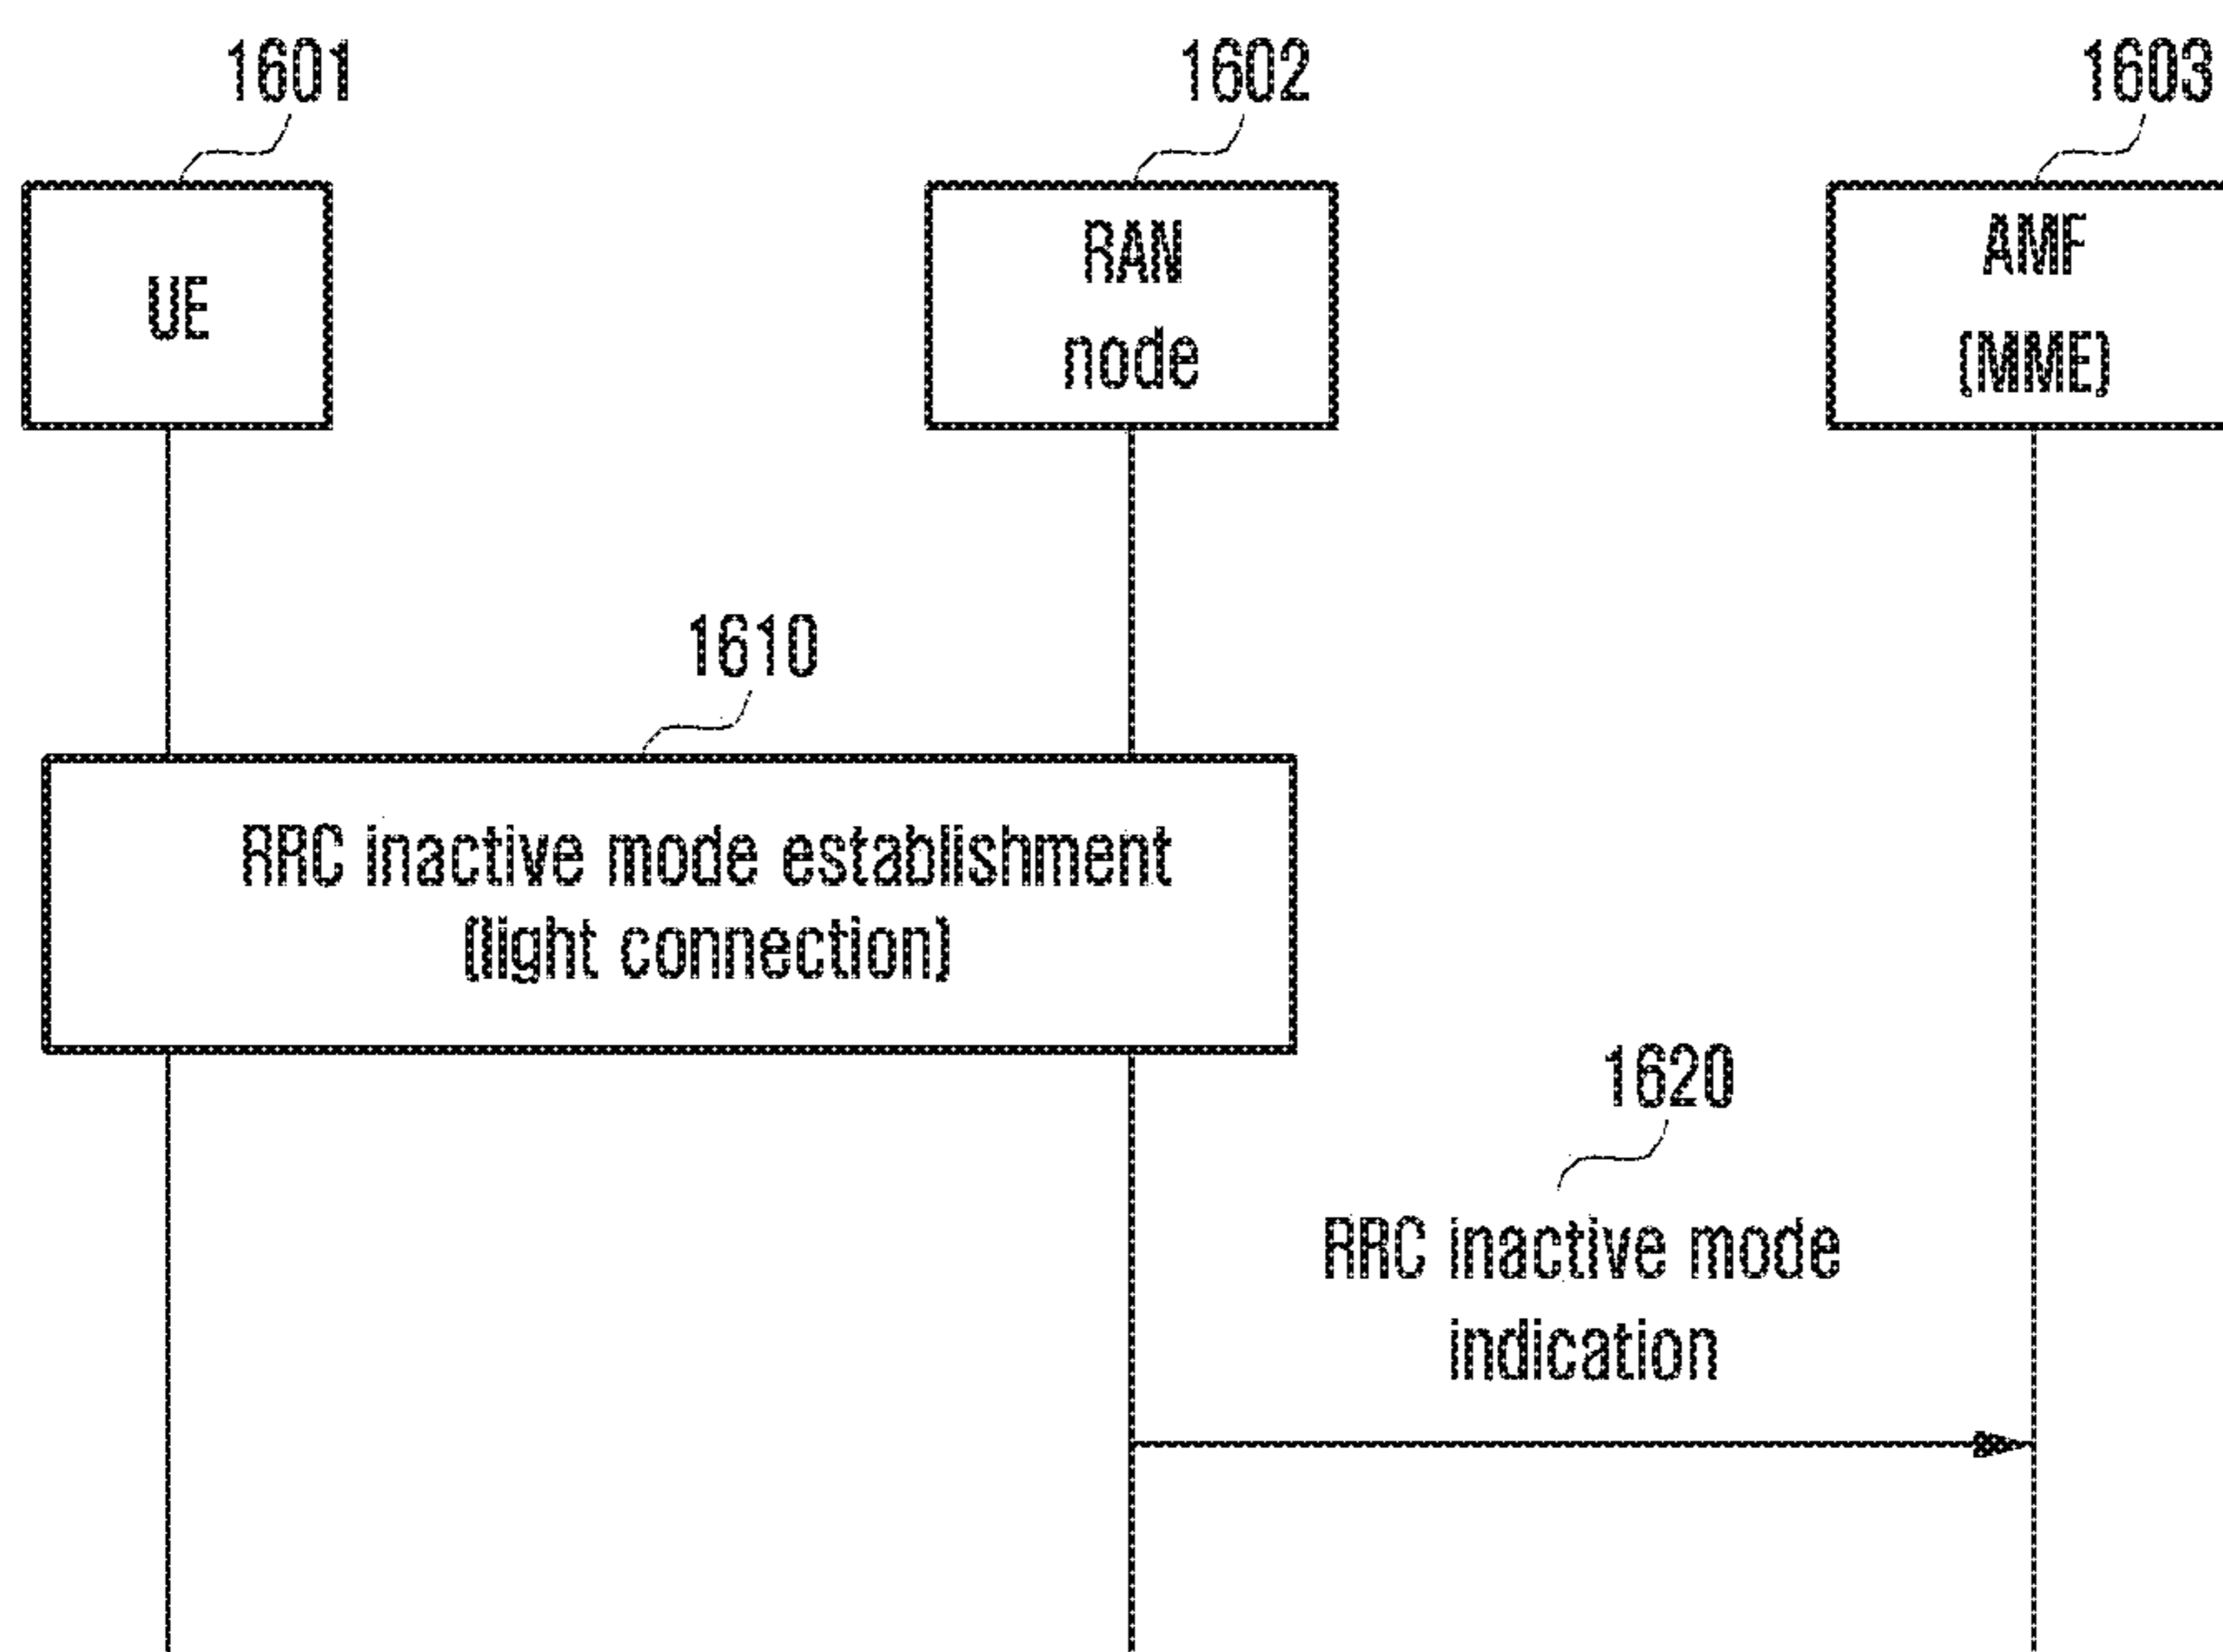 1601
1602
1603
UE
RAN
node
AMF
(MME)
1610
RRC inactive mode establishment
(light connection)
1620
RRC inactive mode
indication